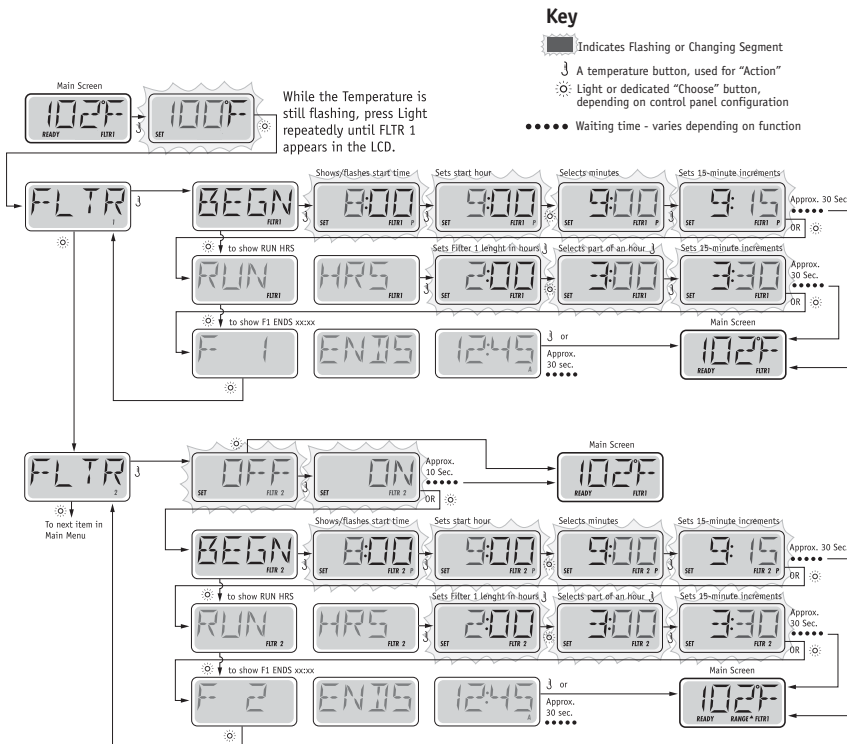 Key
Indicates Flashing or Changing Segment
A temperature button, used for "Action"
Light or dedicated "Choose" button,
depending on control panel configuration
Waiting time - varies depending on function
Main Screen
102°F
READY FLTR1
100°F
SET
While the Temperature is
still flashing, press Light
repeatedly until FLTR 1
appears in the LCD.
Shows/flashes start time Sets start hour Selects minutes Sets 15-minute increments
FLTR
1
BEGN
FLTR1
8:00
SET FLTR1 P
9:00
SET FLTR1 P
9:00
SET FLTR1 P
9:15
SET FLTR1 P
Approx. 30 Sec.
OR
to show RUN HRS
Sets Filter 1 lenght in hours Selects part of an hour Sets 15-minute increments
RUN
FLTR1
HRS
FLTR1
2:00
SET FLTR1
3:00
SET FLTR1
3:30
SET FLTR1
Approx.
30 Sec.
OR
to show F1 ENDS xx:xx
F 1
ENDS
12:45
A
or
Approx.
30 sec.
Main Screen
102°F
READY FLTR1
FLTR
2
To next item in
Main Menu
OFF
SET FLTR 2
ON
SET FLTR 2
Approx.
10 Sec.
OR
Main Screen
102°F
READY FLTR1
Shows/flashes start time Sets start hour Selects minutes Sets 15-minute increments
BEGN
FLTR 2
8:00
SET FLTR 2 P
9:00
SET FLTR 2 P
9:00
SET FLTR 2 P
9:15
SET FLTR 2 P
Approx. 30 Sec.
OR
to show RUN HRS
Sets Filter 1 lenght in hours Selects part of an hour Sets 15-minute increments
RUN
FLTR 2
HRS
FLTR 2
2:00
SET FLTR 2
3:00
SET FLTR 2
3:30
SET FLTR 2
Approx.
30 Sec.
OR
to show F1 ENDS xx:xx
F 2
ENDS
12:45
A
or
Approx.
30 sec.
Main Screen
102°F
READY RANGE FLTR1